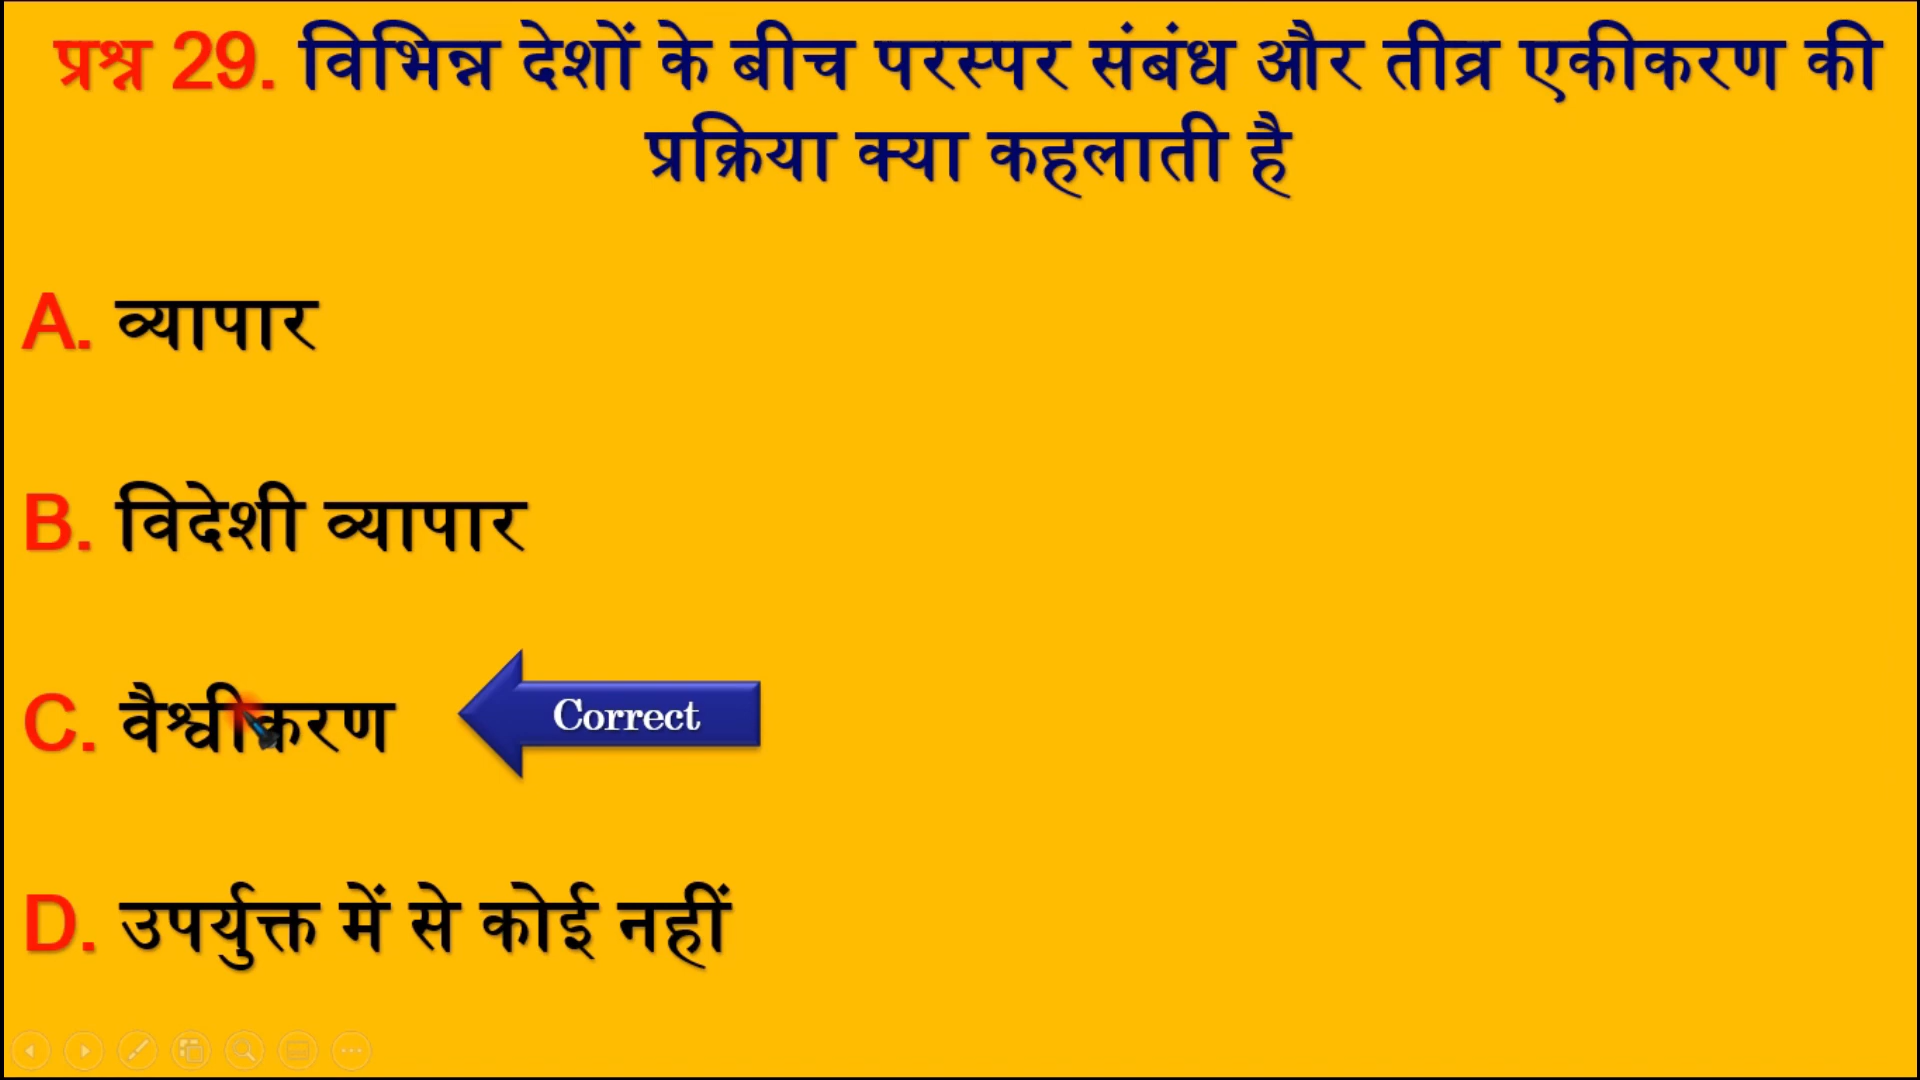 प्रश्न 29. विभिन्न देशों के बीच परस्पर संबंध और तीव्र एकीकरण की
प्रक्रिया क्या कहलाती है
A. व्यापार
B. विदेशी व्यापार
C. वैश्वीकरण
Correct
D. उपर्युक्त में से कोई नहीं